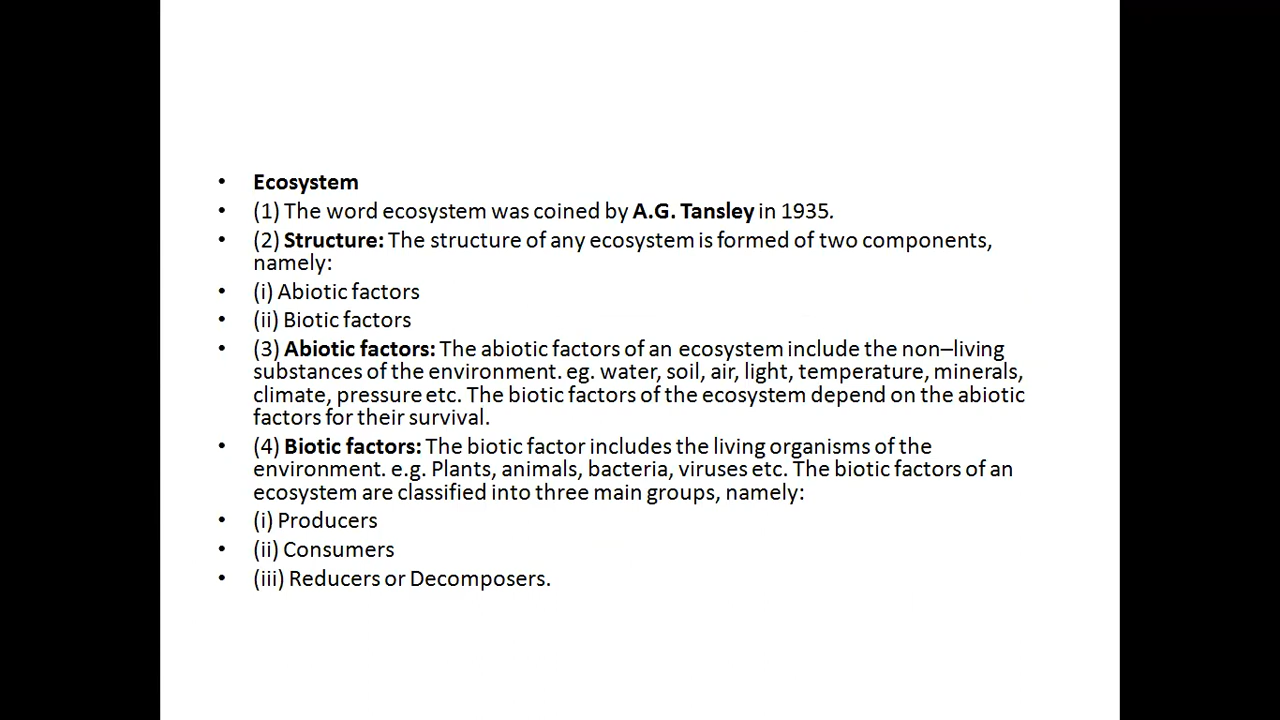 • Ecosystem
• (1) The word ecosystem was coined by A.G. Tansley in 1935.
• (2) Structure: The structure of any ecosystem is formed of two components,
namely:
• (i) Abiotic factors
• (ii) Biotic factors
• (3) Abiotic factors: The abiotic factors of an ecosystem include the non–living
substances of the environment. eg. water, soil, air, light, temperature, minerals,
climate, pressure etc. The biotic factors of the ecosystem depend on the abiotic
factors for their survival.
• (4) Biotic factors: The biotic factor includes the living organisms of the
environment. e.g. Plants, animals, bacteria, viruses etc. The biotic factors of an
ecosystem are classified into three main groups, namely:
• (i) Producers
• (ii) Consumers
• (iii) Reducers or Decomposers.